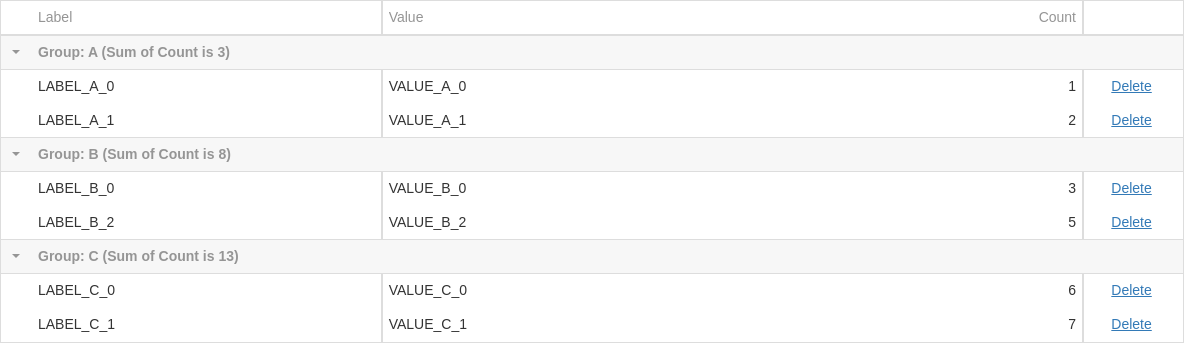 Label Value Count
Group: A (Sum of Count is 3)
LABEL_A_0 VALUE_A_0 1 Delete
LABEL_A_1 VALUE_A_1 2 Delete
Group: B (Sum of Count is 8)
LABEL_B_0 VALUE_B_0 3 Delete
LABEL_B_2 VALUE_B_2 5 Delete
Group: C (Sum of Count is 13)
LABEL_C_0 VALUE_C_0 6 Delete
LABEL_C_1 VALUE_C_1 7 Delete